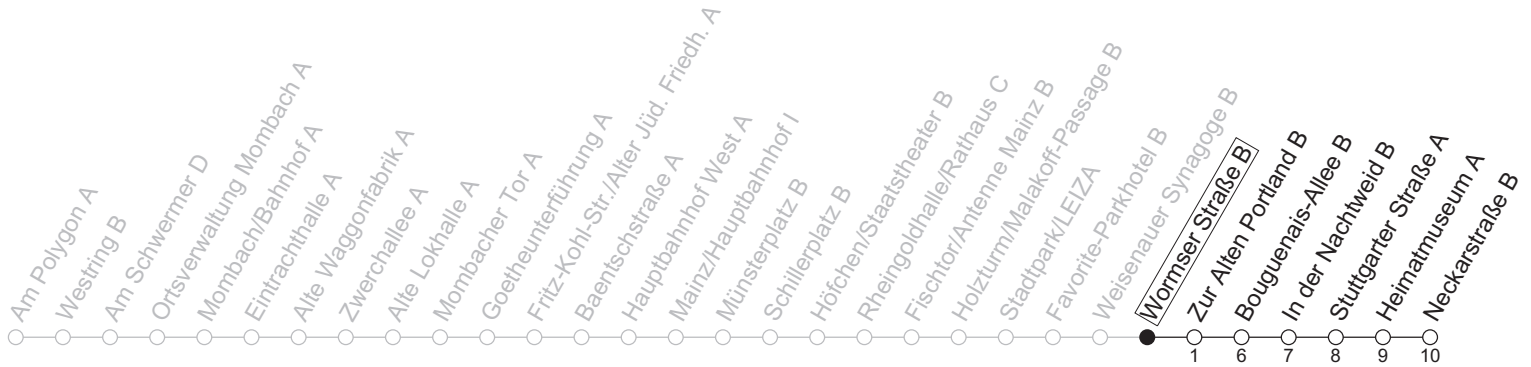 Am Polygon A
Westring B
Am Schwermer D
Ortsverwaltung Mombach A
Mombach/Bahnhof A
Eintrachthalle A
Alte Waggonfabrik A
Zwerchallee A
Alte Lokhalle A
Mombacher Tor A
Goetheunterführung A
Fritz-Kohl-Str./Alter Jüd. Friedh. A
Baentschstraße A
Hauptbahnhof West A
Mainz/Hauptbahnhof I
Münsterplatz B
Schillerplatz B
Höfchen/Staatstheater B
Rheingoldhalle/Rathaus C
Fischtor/Antenne Mainz B
Holzturm/Malakoff-Passage B
Stadtpark/LEIZA
Favorite-Parkhotel B
Weisenauer Synagoge B
Wormser Straße B
Zur Alten Portland B
Bouguenais-Allee B
In der Nachtweid B
Stuttgarter Straße A
Heimatmuseum A
Neckarstraße B
1 6 7 8 9 10